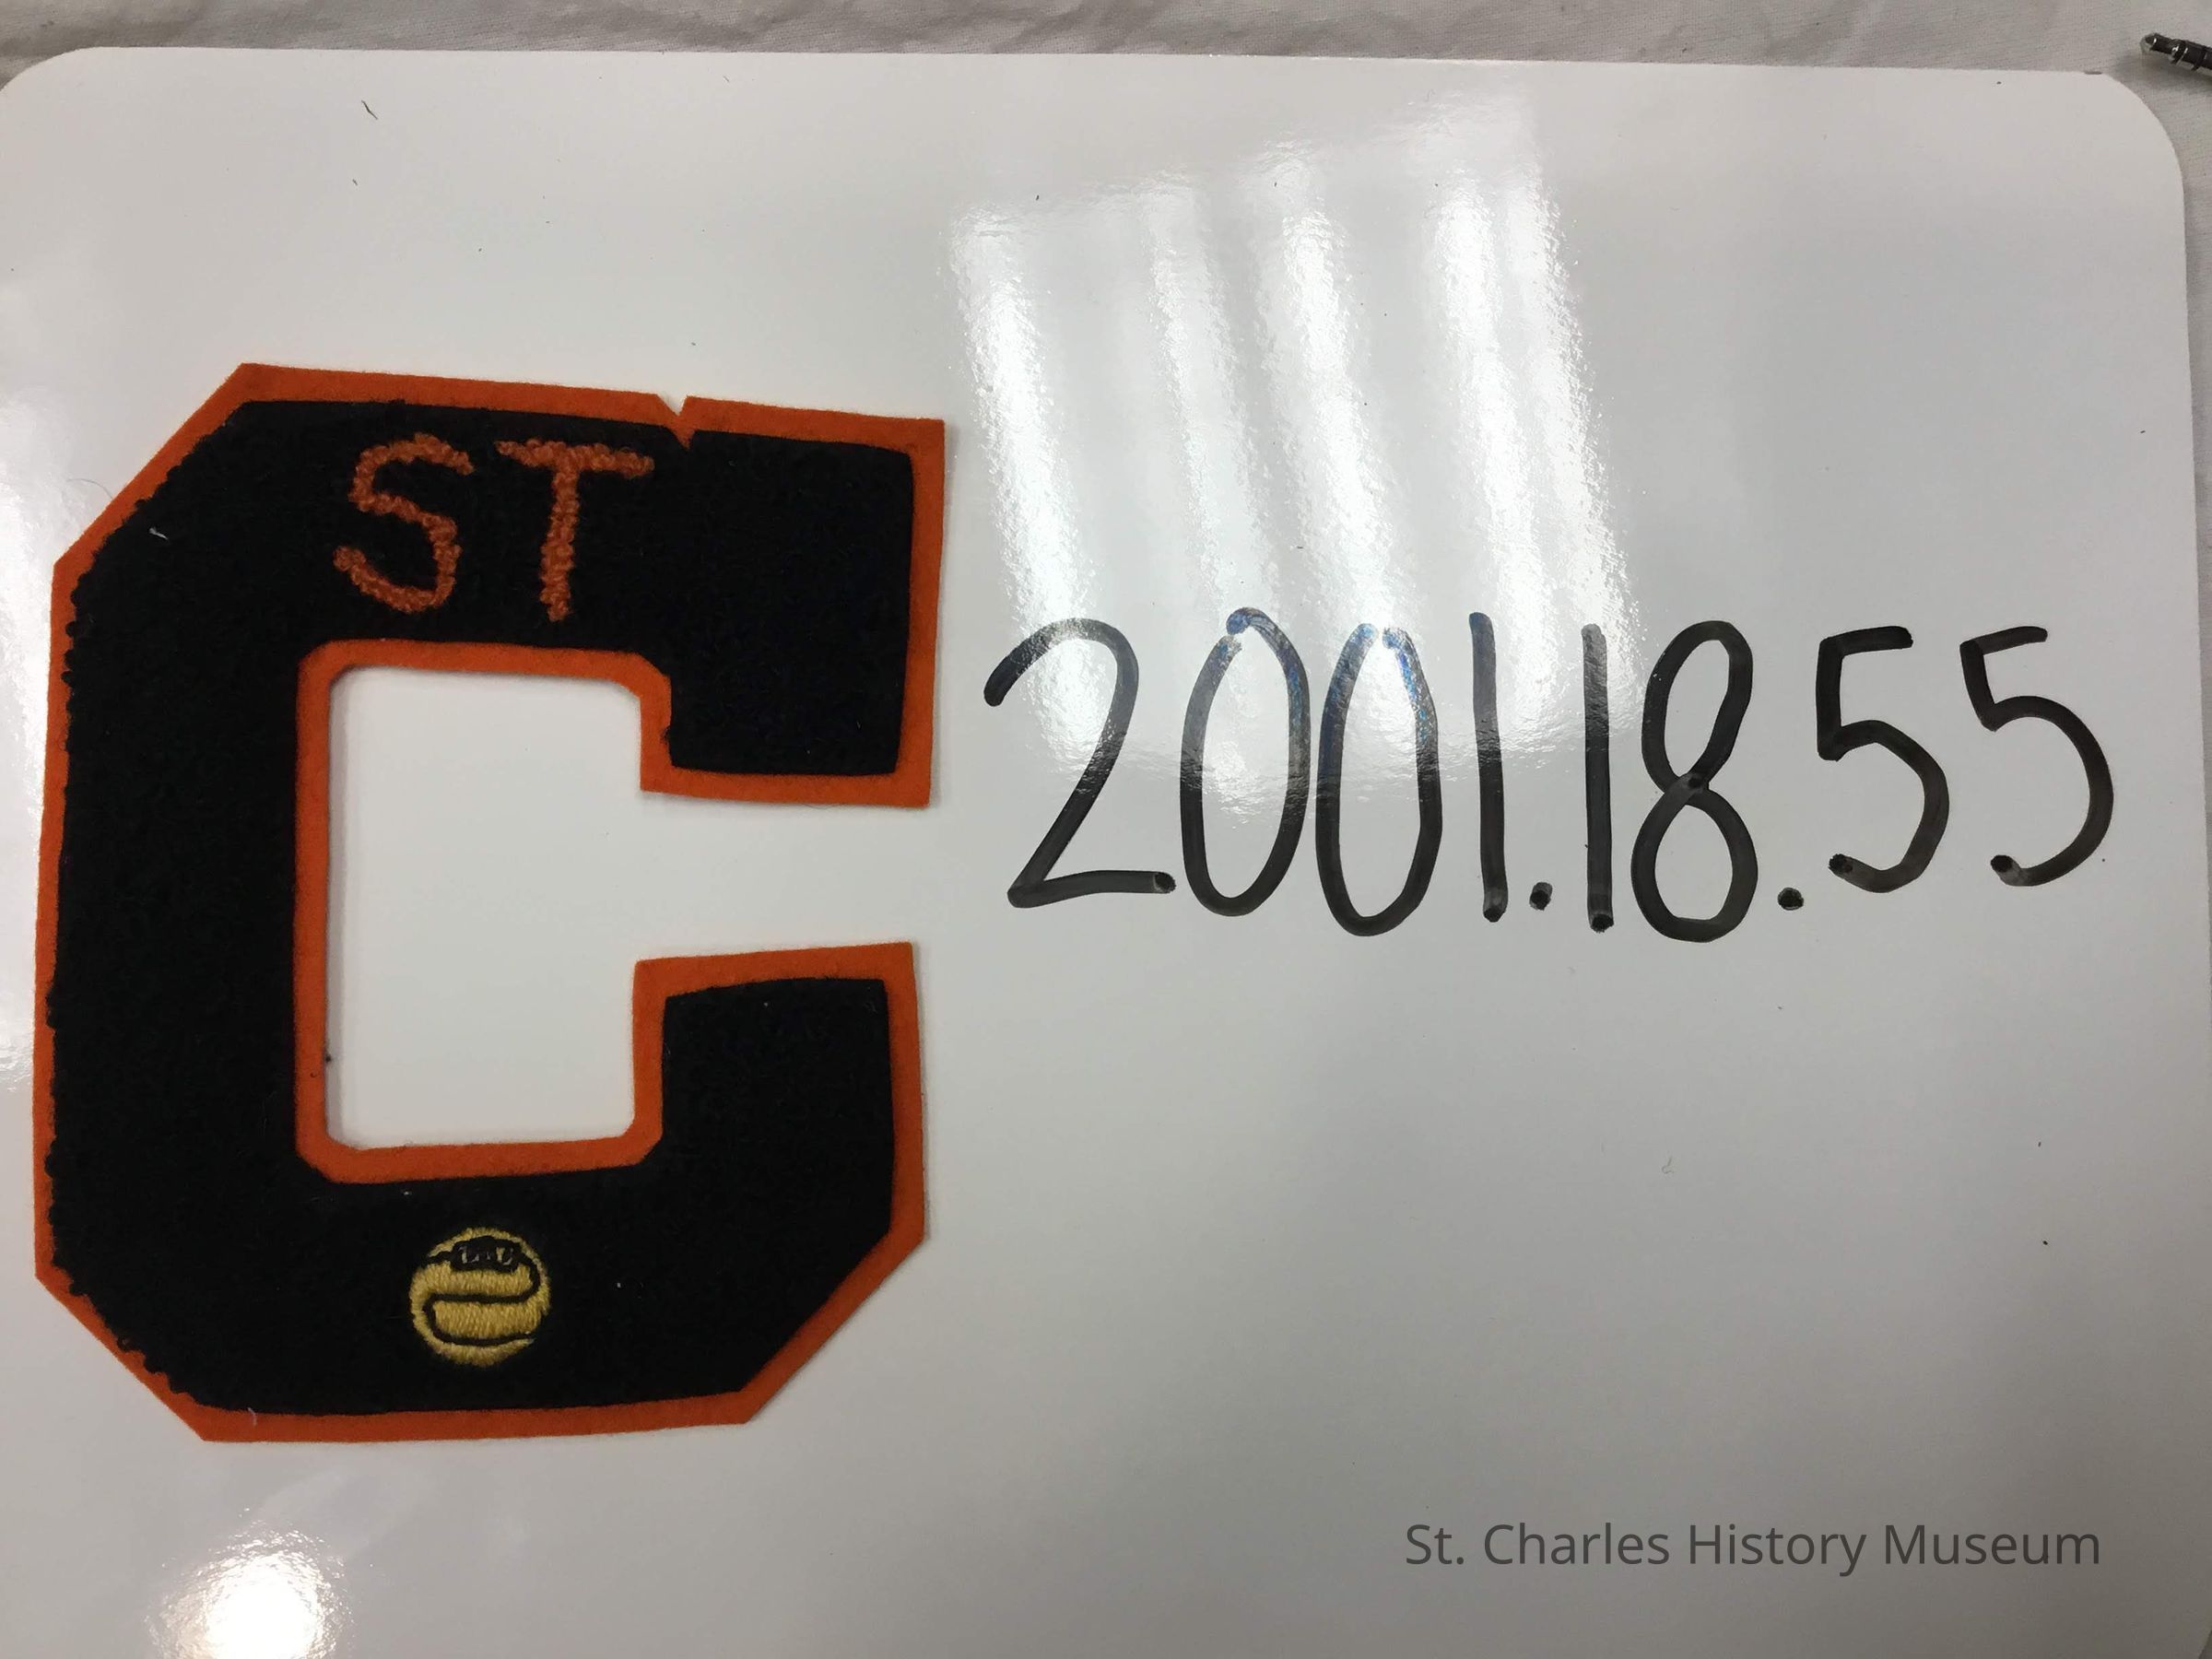 ST
C
2001.18.55
St. Charles History Museum